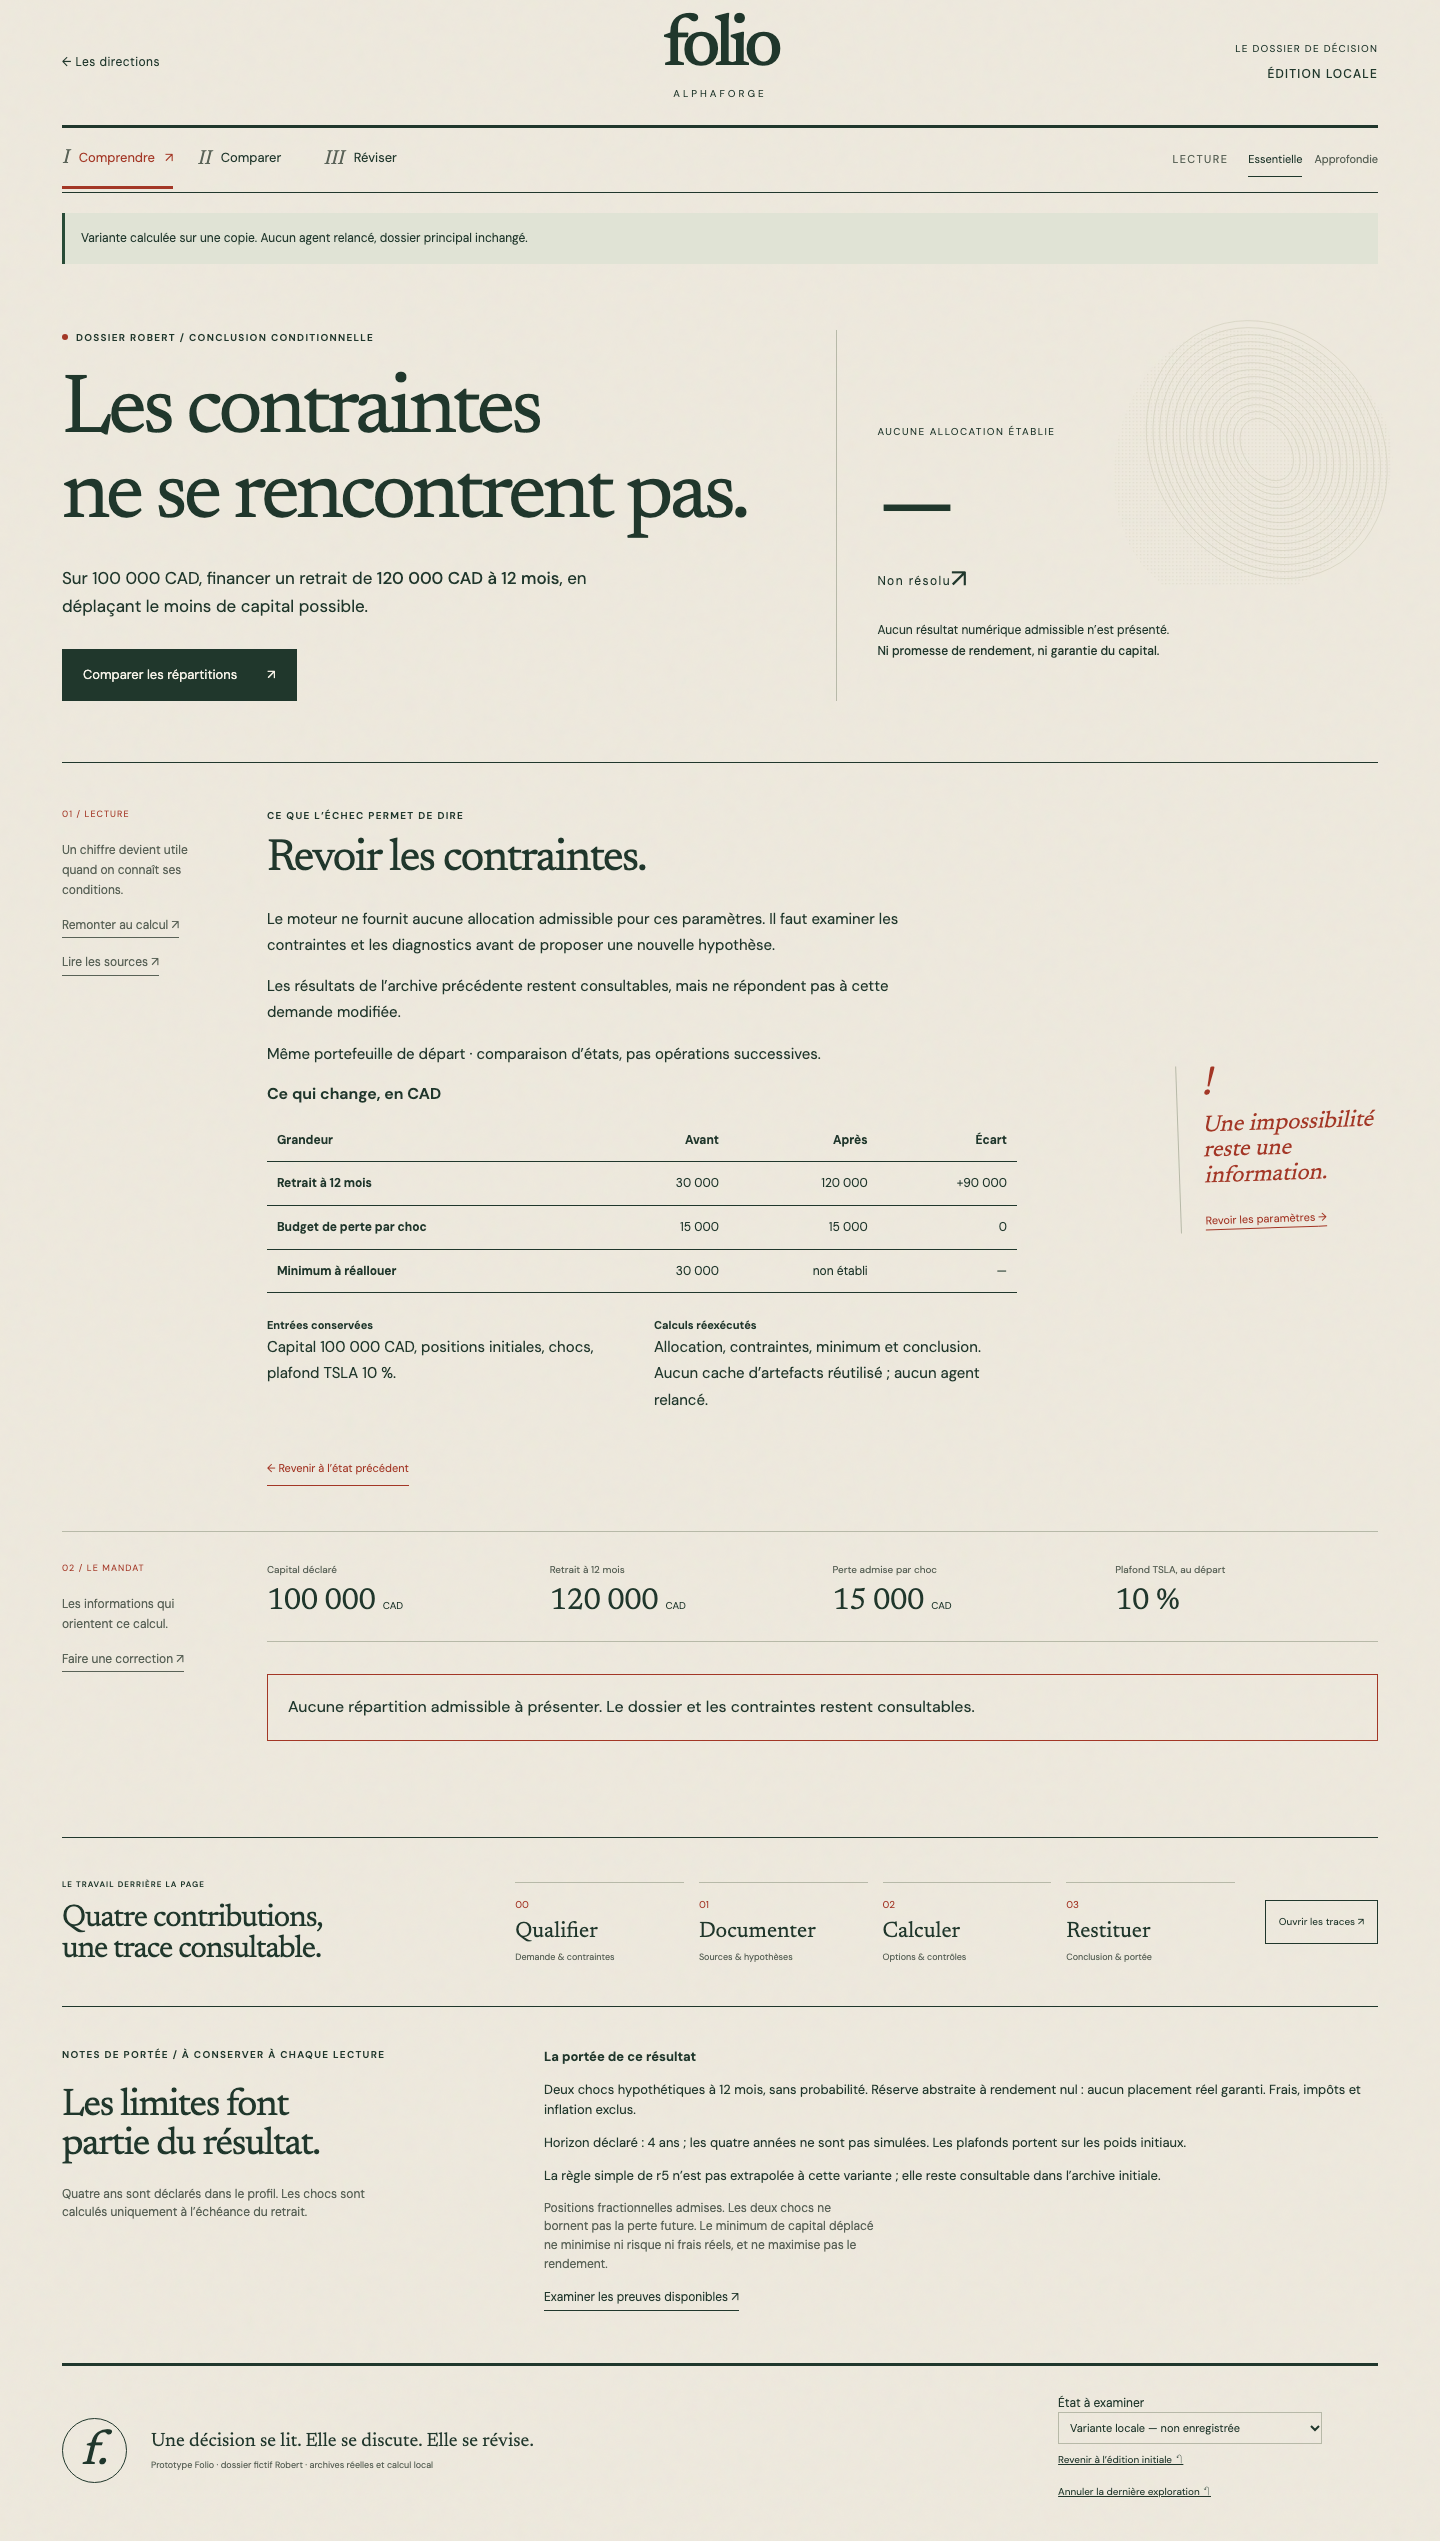 ← Les directions
folio
ALPHAFORGE
LE DOSSIER DE DÉCISION
ÉDITION LOCALE
I Comprendre ↗
II Comparer
III Réviser
LECTURE Essentielle Approfondie
Variante calculée sur une copie. Aucun agent relancé, dossier principal inchangé.
DOSSIER ROBERT / CONCLUSION CONDITIONNELLE
Les contraintes
ne se rencontrent pas.
Sur 100 000 CAD, financer un retrait de 120 000 CAD à 12 mois, en
déplaçant le moins de capital possible.
Comparer les répartitions ↗
AUCUNE ALLOCATION ÉTABLIE
—
Non résolu↗
Aucun résultat numérique admissible n’est présenté.
Ni promesse de rendement, ni garantie du capital.
01 / LECTURE
Un chiffre devient utile
quand on connaît ses
conditions.
Remonter au calcul ↗
Lire les sources ↗
CE QUE L’ÉCHEC PERMET DE DIRE
Revoir les contraintes.
Le moteur ne fournit aucune allocation admissible pour ces paramètres. Il faut examiner les
contraintes et les diagnostics avant de proposer une nouvelle hypothèse.
Les résultats de l’archive précédente restent consultables, mais ne répondent pas à cette
demande modifiée.
Même portefeuille de départ · comparaison d’états, pas opérations successives.
Ce qui change, en CAD
Grandeur Avant Après Écart
Retrait à 12 mois 30 000 120 000 +90 000
Budget de perte par choc 15 000 15 000 0
Minimum à réallouer 30 000 non établi —
!
Une impossibilité
reste une
information.
Revoir les paramètres →
Entrées conservées
Capital 100 000 CAD, positions initiales, chocs,
plafond TSLA 10 %.
Calculs réexécutés
Allocation, contraintes, minimum et conclusion.
Aucun cache d’artefacts réutilisé ; aucun agent
relancé.
← Revenir à l’état précédent
02 / LE MANDAT
Les informations qui
orientent ce calcul.
Faire une correction ↗
Capital déclaré
100 000 CAD
Retrait à 12 mois
120 000 CAD
Perte admise par choc
15 000 CAD
Plafond TSLA, au départ
10 %
Aucune répartition admissible à présenter. Le dossier et les contraintes restent consultables.
LE TRAVAIL DERRIÈRE LA PAGE
Quatre contributions,
une trace consultable.
00
Qualifier
Demande & contraintes
01
Documenter
Sources & hypothèses
02
Calculer
Options & contrôles
03
Restituer
Conclusion & portée
Ouvrir les traces ↗
NOTES DE PORTÉE / À CONSERVER À CHAQUE LECTURE
Les limites font
partie du résultat.
Quatre ans sont déclarés dans le profil. Les chocs sont
calculés uniquement à l’échéance du retrait.
La portée de ce résultat
Deux chocs hypothétiques à 12 mois, sans probabilité. Réserve abstraite à rendement nul : aucun placement réel garanti. Frais, impôts et
inflation exclus.
Horizon déclaré : 4 ans ; les quatre années ne sont pas simulées. Les plafonds portent sur les poids initiaux.
La règle simple de r5 n’est pas extrapolée à cette variante ; elle reste consultable dans l’archive initiale.
Positions fractionnelles admises. Les deux chocs ne
bornent pas la perte future. Le minimum de capital déplacé
ne minimise ni risque ni frais réels, et ne maximise pas le
rendement.
Examiner les preuves disponibles ↗
f.
Une décision se lit. Elle se discute. Elle se révise.
Prototype Folio · dossier fictif Robert · archives réelles et calcul local
État à examiner
Variante locale — non enregistrée
Revenir à l’édition initiale
Annuler la dernière exploration